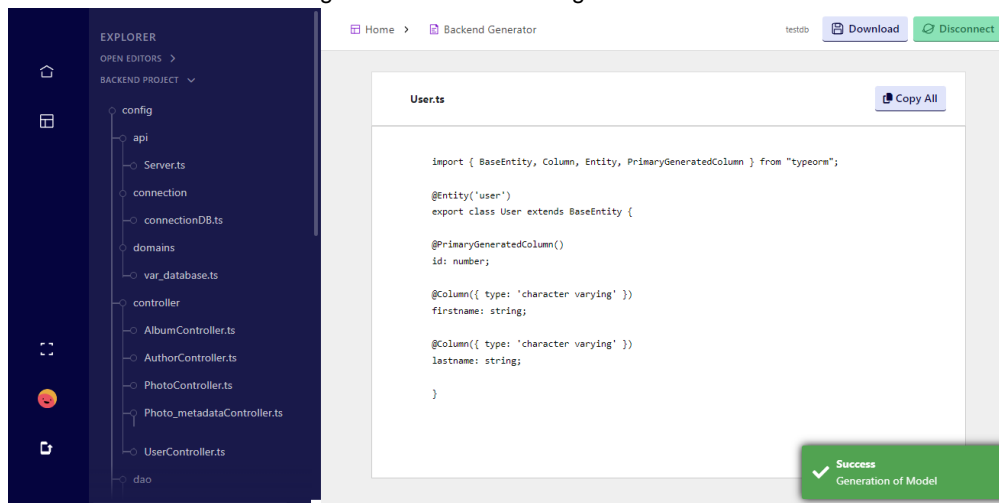 EXPLORER
OPEN EDITORS
BACKEND PROJECT
config
api
Server.ts
connection
connectionDB.ts
domains
var_database.ts
controller
AlbumController.ts
AuthorController.ts
PhotoController.ts
Photo_metadataController.ts
UserController.ts
dao
Home > Backend Generator
testdb
Download
Disconnect
User.ts
Copy All
import { BaseEntity, Column, Entity, PrimaryGeneratedColumn } from "typeorm";
@Entity('user')
export class User extends BaseEntity {
@PrimaryGeneratedColumn()
id: number;
@Column({ type: 'character varying' })
firstname: string;
@Column({ type: 'character varying' })
lastname: string;
}
Success
Generation of Model